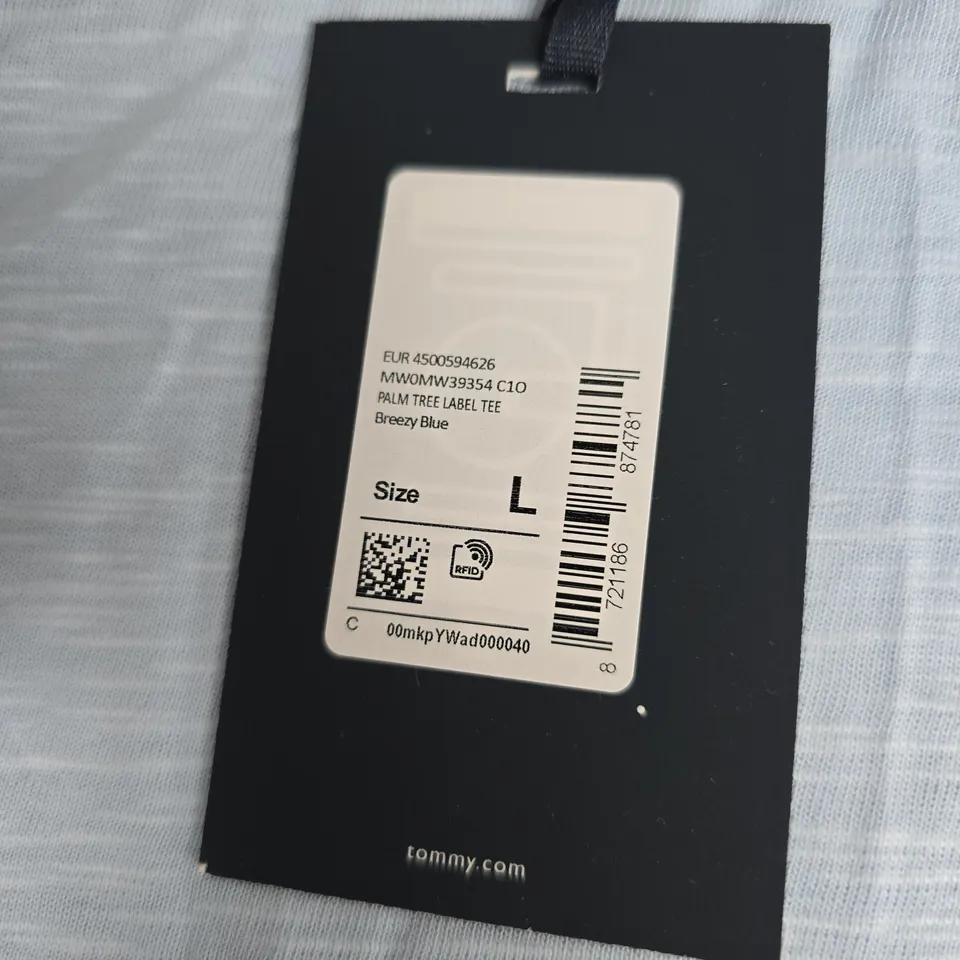 EUR 4500594626
MW0MW39354 C1O
PALM TREE LABEL TEE
Breezy Blue
Size L
RFID
C 00mkpYWad000040
8 721186 874781
tommy.com